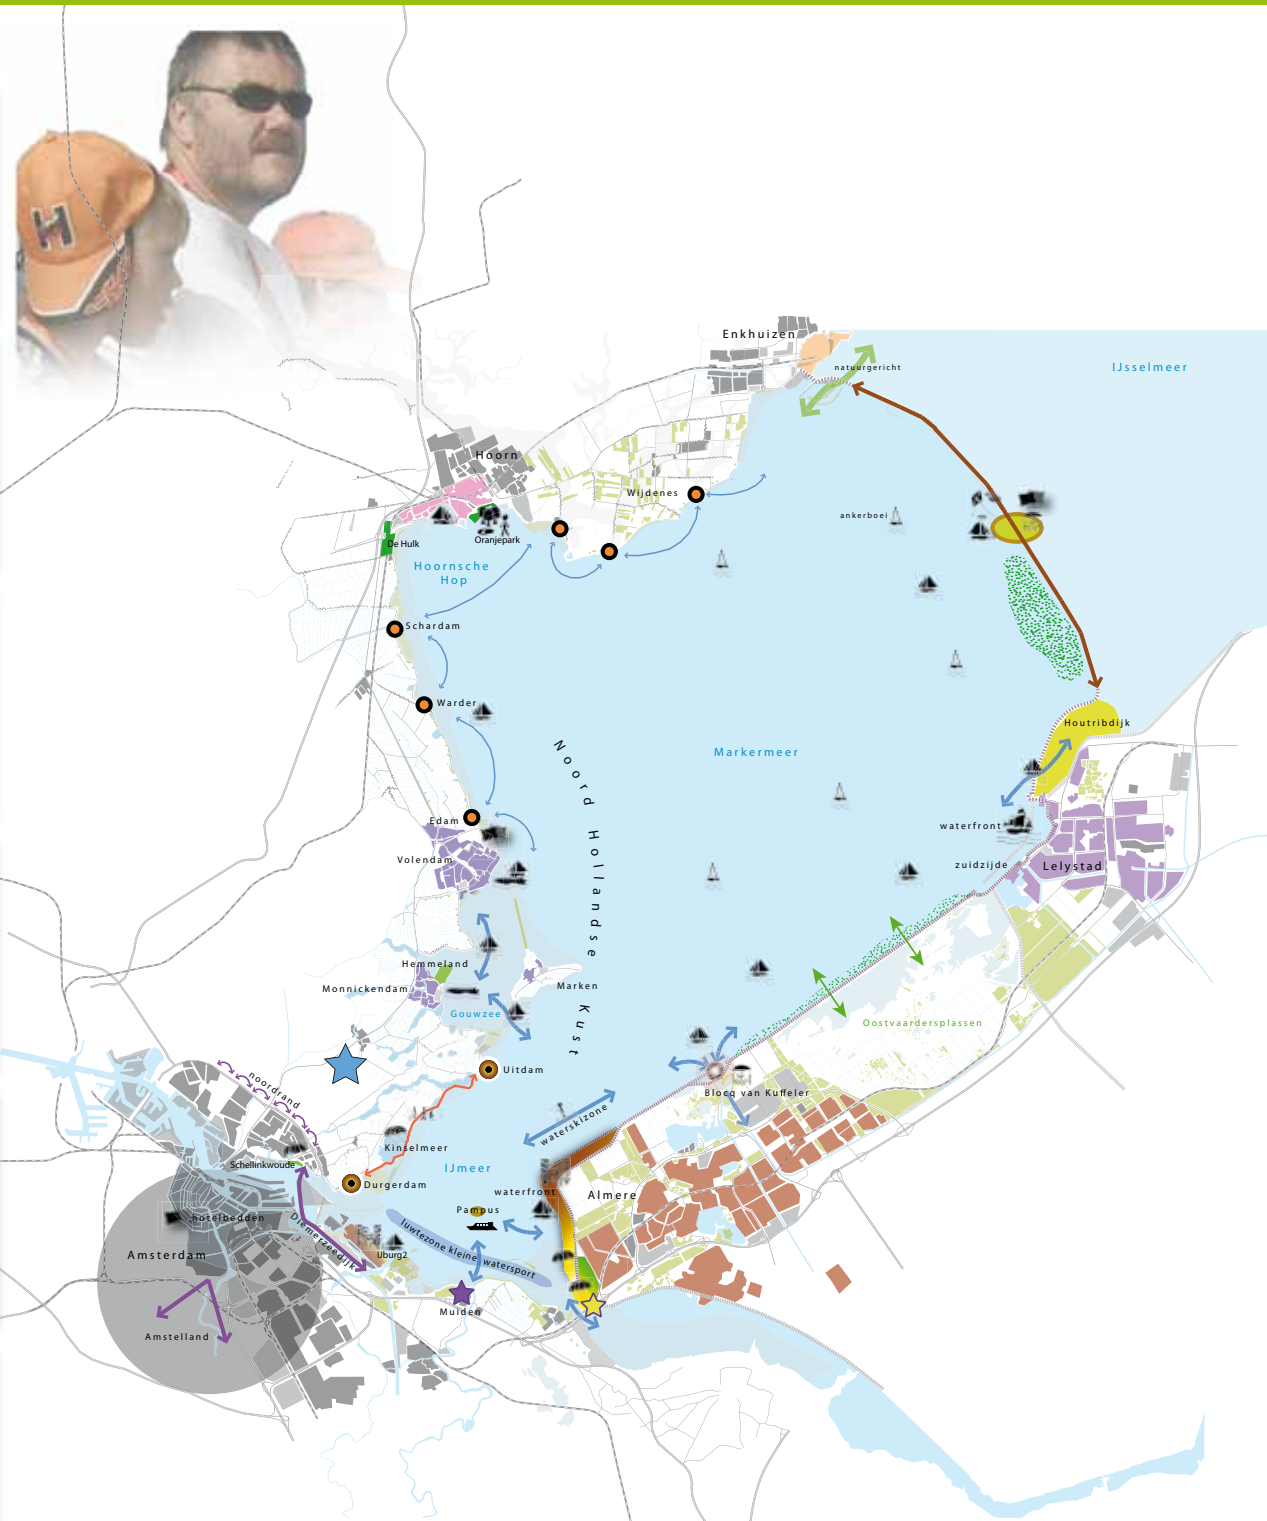 H
Enkhuizen
natuurgericht
IJsselmeer
Hoorn
Wijdenes
ankerboei
De Hulk
Oranjepark
Hoornsche
Hop
Schardam
Warder
Houtribdijk
Noord Hollandse Kust
Markermeer
Edam
waterfront
Volendam
zuidzijde
Lelystad
Hemmeland
Monnickendam
Marken
Gouwzee
Oostvaardersplassen
Uitdam
noordrand
Blocq van Kuffeler
waterskizone
Kinselmeer
Schellinkwoude
IJmeer
Durgerdam
waterfront
Almere
Pampus
hotelbedden
Diemerzeedijk
luwtezone kleine watersport
Amsterdam
IJburg2
Muiden
Amstelland